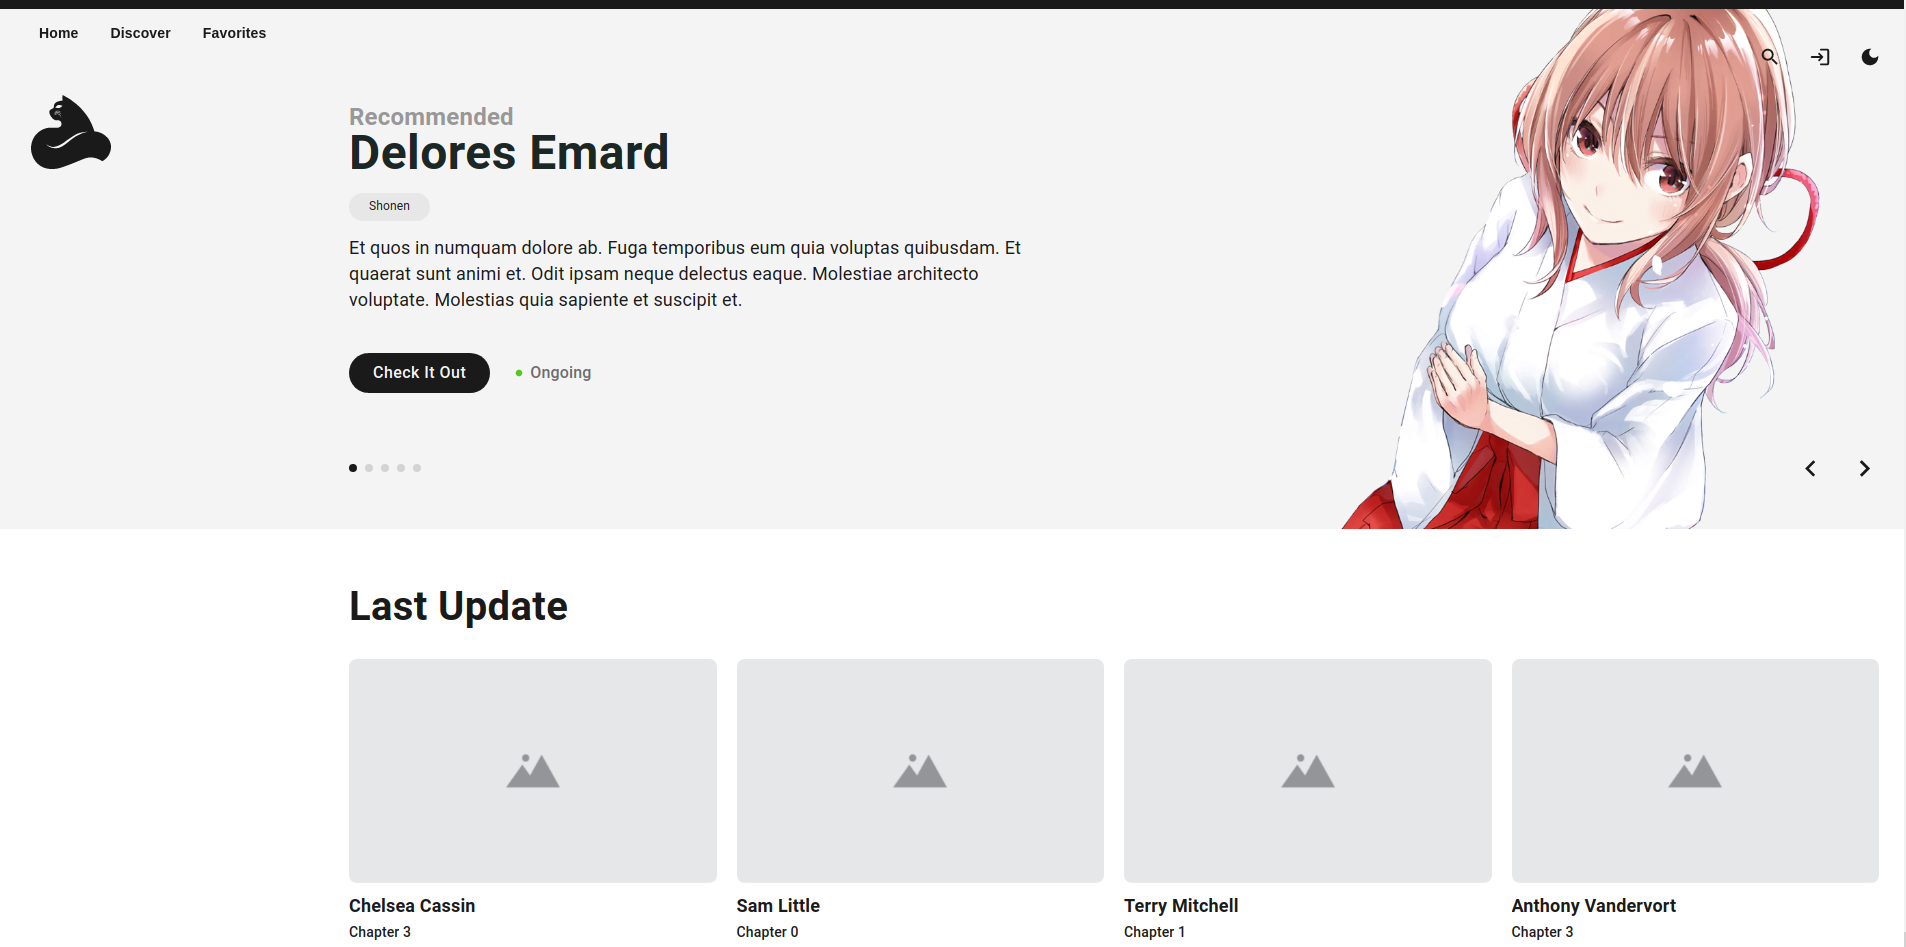 Home Discover Favorites
Recommended
Delores Emard
Shonen
Et quos in numquam dolore ab. Fuga temporibus eum quia voluptas quibusdam. Et
quaerat sunt animi et. Odit ipsam neque delectus eaque. Molestiae architecto
voluptate. Molestias quia sapiente et suscipit et.
Check It Out
Ongoing
Last Update
Chelsea Cassin
Chapter 3
Sam Little
Chapter 0
Terry Mitchell
Chapter 1
Anthony Vandervort
Chapter 3